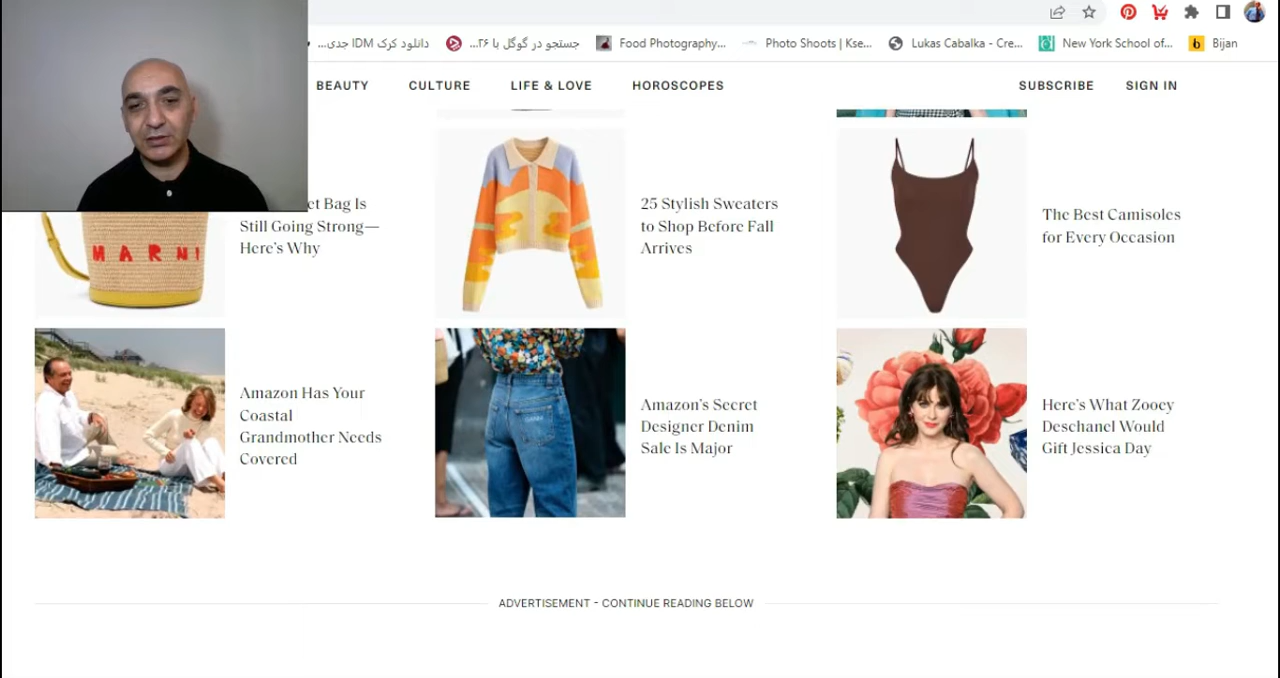 دانلود کرک IDM جدی...
جستجو در گوگل با ۲۶...
Food Photography...
Photo Shoots | Kse...
Lukas Cabalka - Cre...
New York School of...
Bijan
BEAUTY
CULTURE
LIFE & LOVE
HOROSCOPES
SUBSCRIBE
SIGN IN
Bag Is
Still Going Strong—
Here's Why
MARNI
25 Stylish Sweaters
to Shop Before Fall
Arrives
The Best Camisoles
for Every Occasion
Amazon Has Your
Coastal
Grandmother Needs
Covered
Amazon's Secret
Designer Denim
Sale Is Major
Here's What Zooey
Deschanel Would
Gift Jessica Day
ADVERTISEMENT - CONTINUE READING BELOW